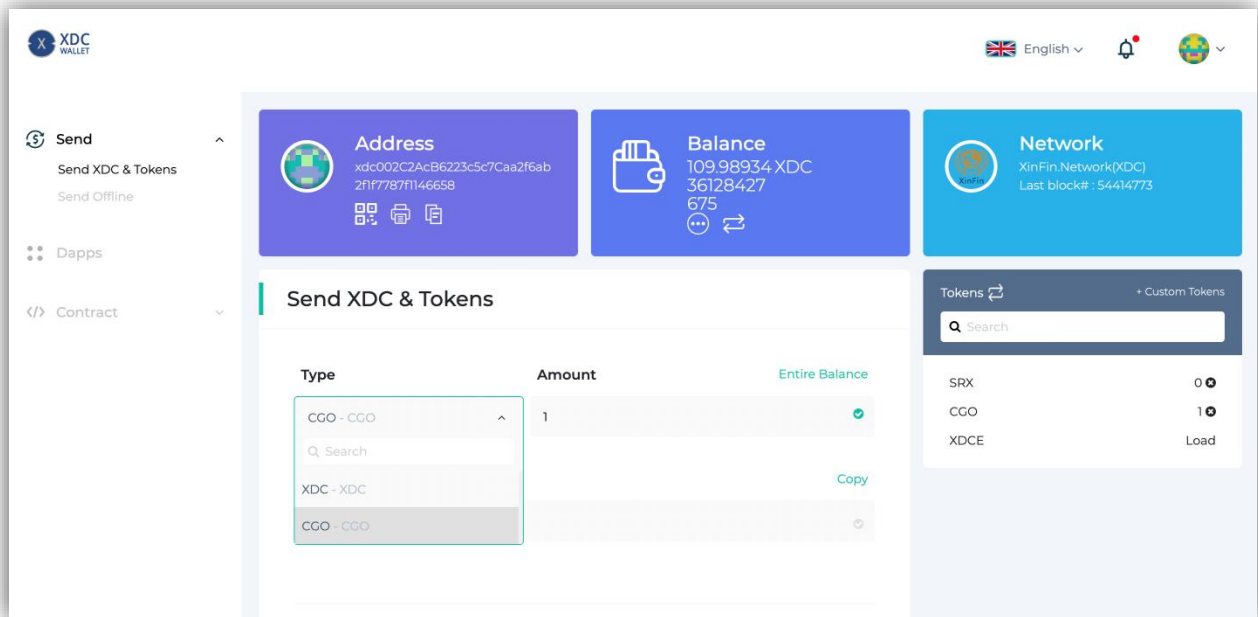 XDC
WALLET
English
Send
Send XDC & Tokens
Send Offline
Dapps
Contract
Address
xdc002C2AcB6223c5c7Caa2f6ab
2f1f7787f1146658
Balance
109.98934 XDC
36128427
675
Network
XinFin
XinFin.Network(XDC)
Last block# : 54414773
Send XDC & Tokens
Type
Amount
Entire Balance
CGO - CGO
1
Search
XDC - XDC
CGO - CGO
Copy
Tokens
+ Custom Tokens
Search
SRX 0
CGO 1
XDCE Load